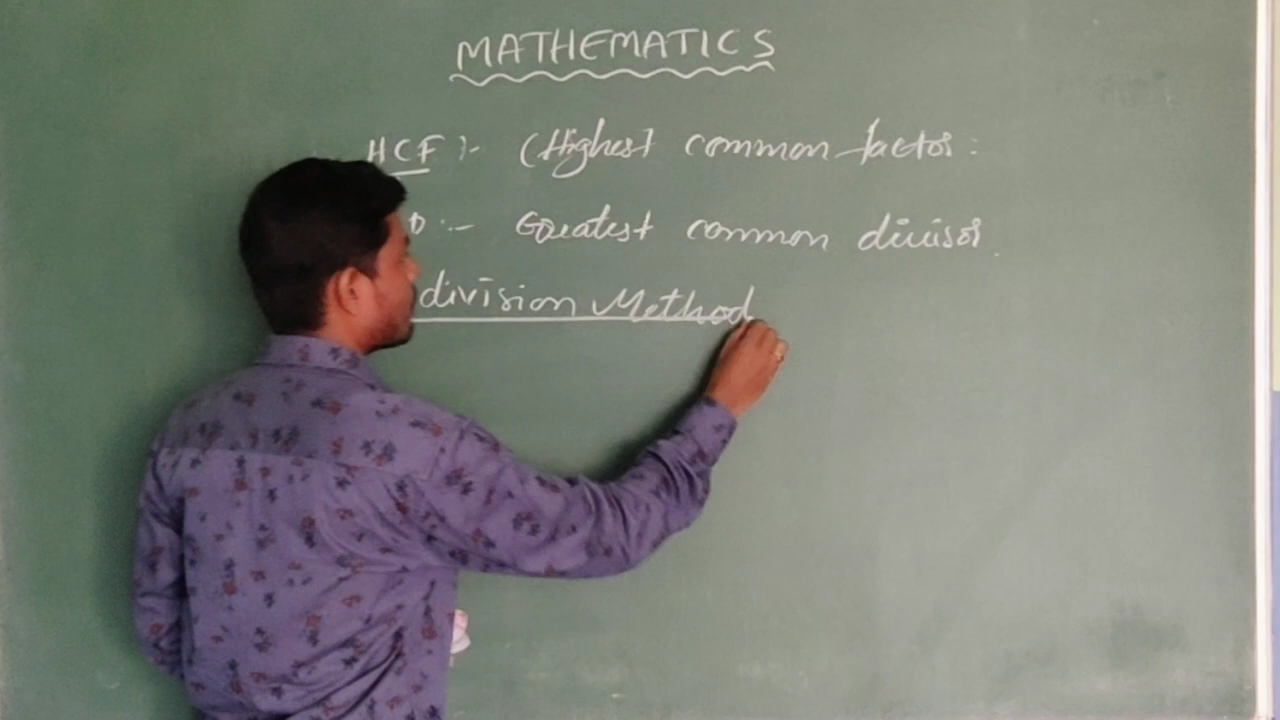 MATHEMATICS
HCF :- (Highest common factor :
D :- Greatest common divisor.
division Method